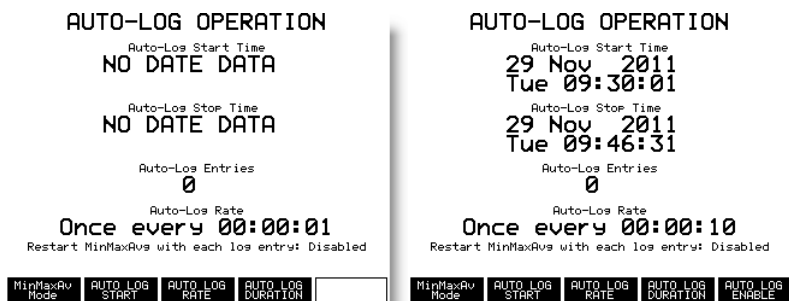 AUTO-LOG OPERATION
Auto-Log Start Time
NO DATE DATA
Auto-Log Stop Time
NO DATE DATA
Auto-Log Entries
0
Auto-Log Rate
Once every 00:00:01
Restart MinMaxAvg with each log entry: Disabled
MinMaxAv Mode
AUTO LOG START
AUTO LOG RATE
AUTO LOG DURATION
AUTO-LOG OPERATION
Auto-Log Start Time
29 Nov 2011
Tue 09:30:01
Auto-Log Stop Time
29 Nov 2011
Tue 09:46:31
Auto-Log Entries
0
Auto-Log Rate
Once every 00:00:10
Restart MinMaxAvg with each log entry: Disabled
MinMaxAv Mode
AUTO LOG START
AUTO LOG RATE
AUTO LOG DURATION
AUTO LOG ENABLE